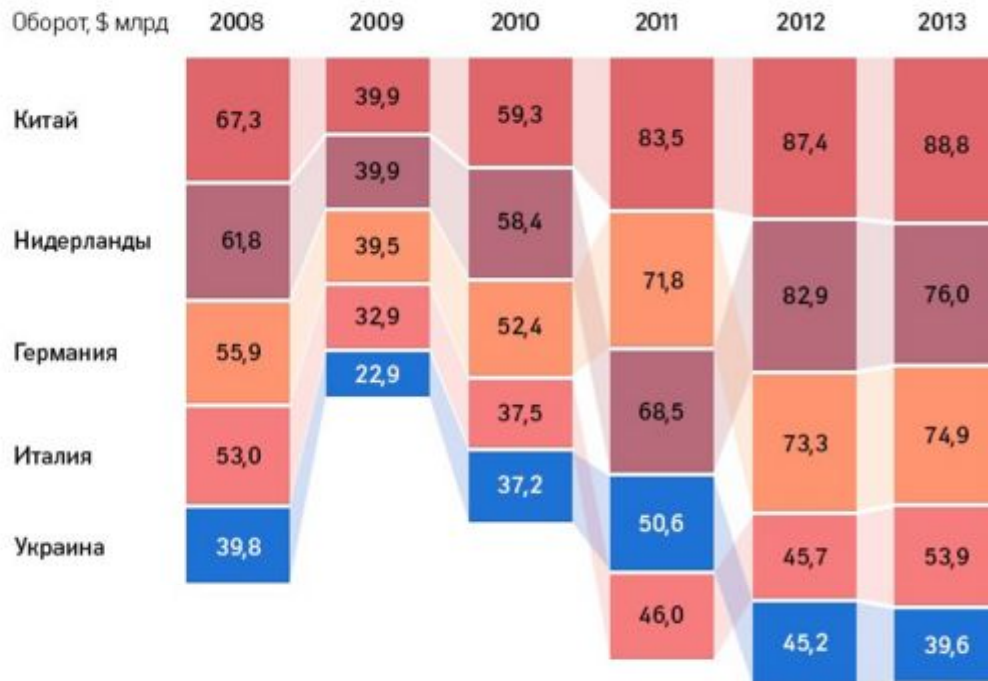 Оборот, $ млрд 2008 2009 2010 2011 2012 2013
Китай 67,3 39,9 59,3 83,5 87,4 88,8
Нидерланды 61,8 39,9 58,4 71,8 82,9 76,0
Германия 55,9 39,5 52,4 68,5 73,3 74,9
Италия 53,0 32,9 37,5 50,6 45,7 53,9
Украина 39,8 22,9 37,2 46,0 45,2 39,6